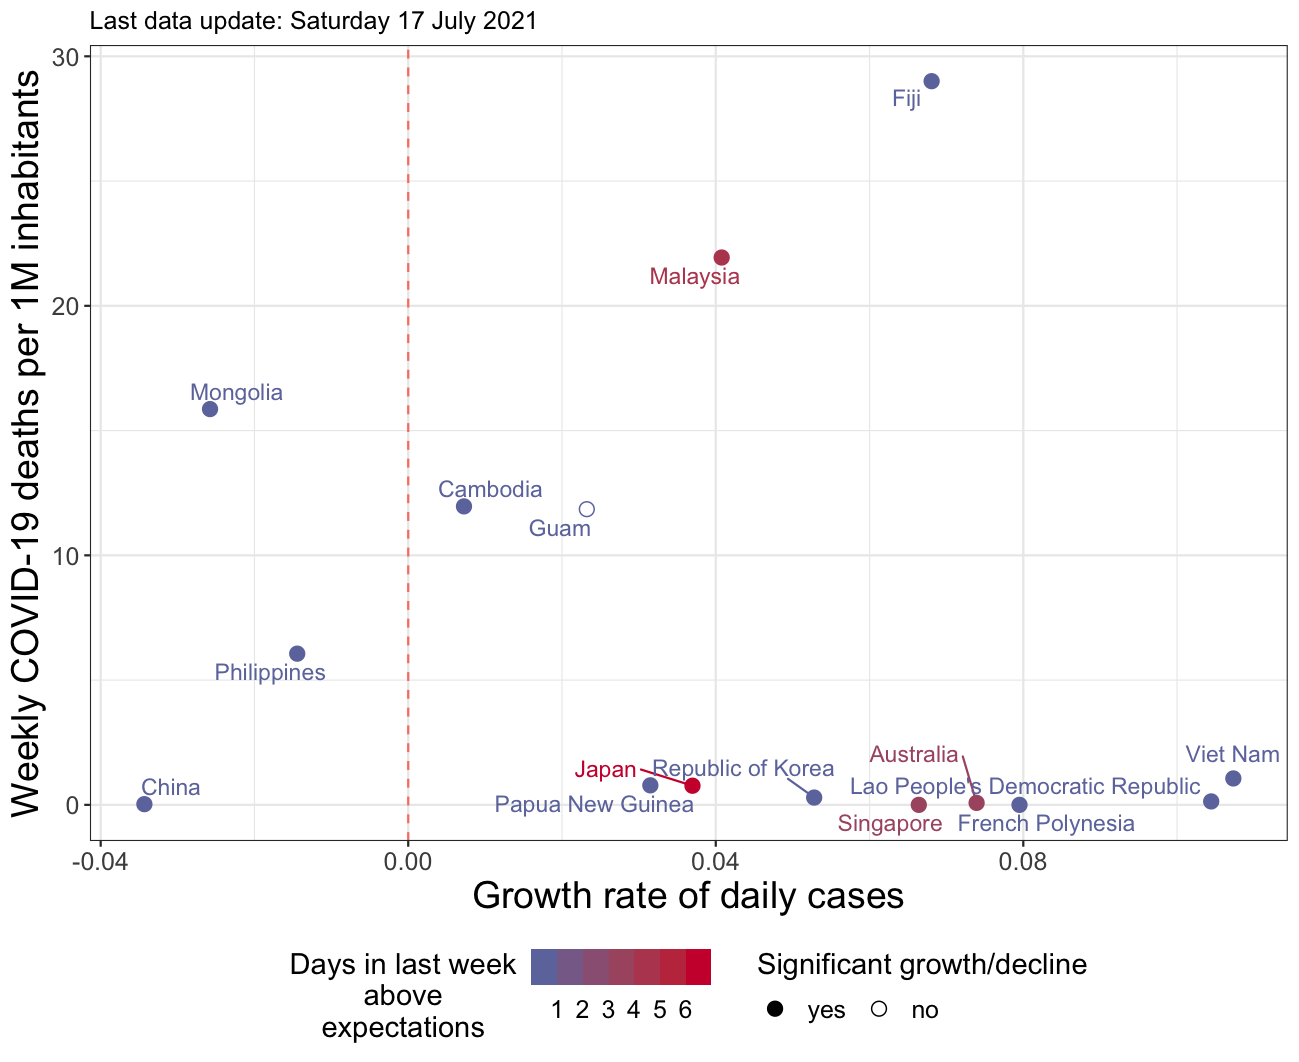 Last data update: Saturday 17 July 2021
Weekly COVID-19 deaths per 1M inhabitants
30
20
10
0
Fiji
Malaysia
Mongolia
Cambodia
Guam
Philippines
China
Japan
Republic of Korea
Papua New Guinea
Australia
Viet Nam
Lao People's Democratic Republic
Singapore
French Polynesia
-0.04 0.00 0.04 0.08
Growth rate of daily cases
Days in last week
above
expectations
1 2 3 4 5 6
Significant growth/decline
yes no